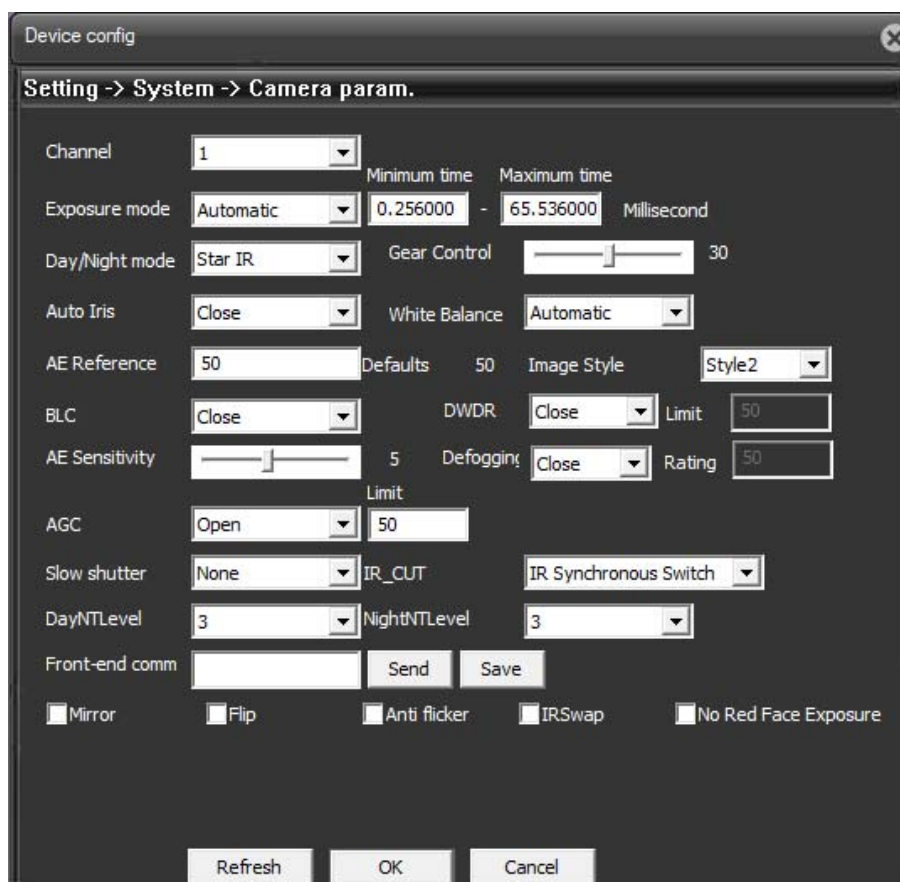 Device config
Setting -> System -> Camera param.
Channel 1
Minimum time Maximum time
Exposure mode Automatic 0.256000 - 65.536000 Millisecond
Day/Night mode Star IR Gear Control 30
Auto Iris Close White Balance Automatic
AE Reference 50 Defaults 50 Image Style Style2
BLC Close DWDR Close Limit 50
AE Sensitivity 5 Defogging Close Rating 50
Limit
AGC Open 50
Slow shutter None IR_CUT IR Synchronous Switch
DayNTLevel 3 NightNTLevel 3
Front-end comm Send Save
Mirror Flip Anti flicker IRSwap No Red Face Exposure
Refresh OK Cancel